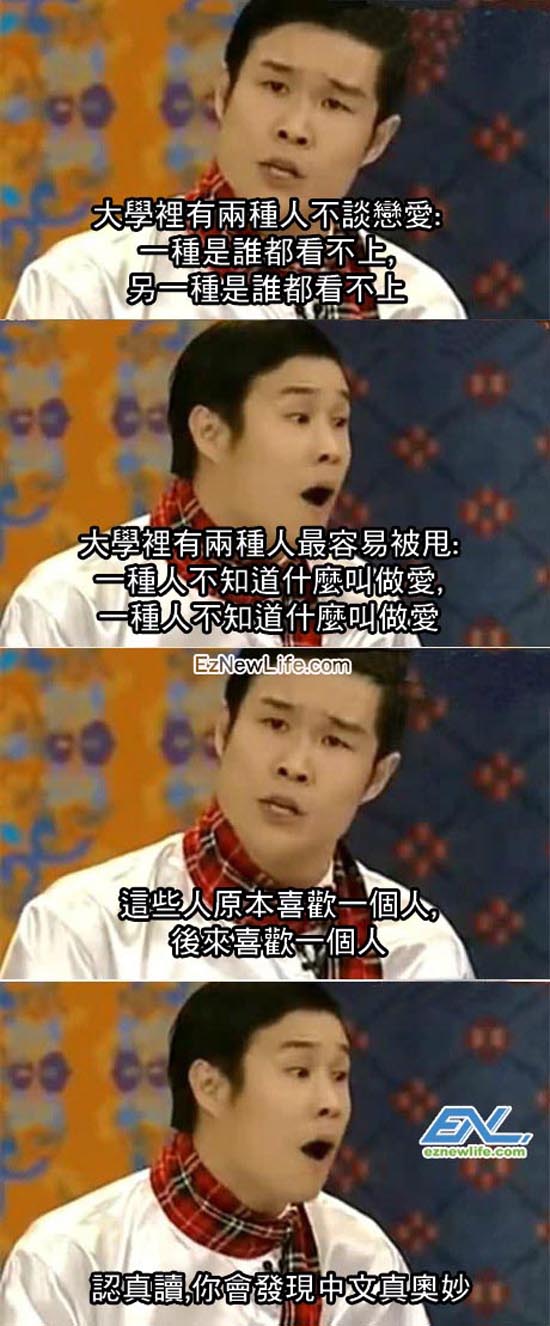 大學裡有兩種人不談戀愛:
一種是誰都看不上,
另一種是誰都看不上
大學裡有兩種人最容易被甩:
一種人不知道什麼叫做愛,
一種人不知道什麼叫做愛
EzNewLife.com
這些人原本喜歡一個人,
後來喜歡一個人
ENL
eznewlife.com
認真讀,你會發現中文真奧妙